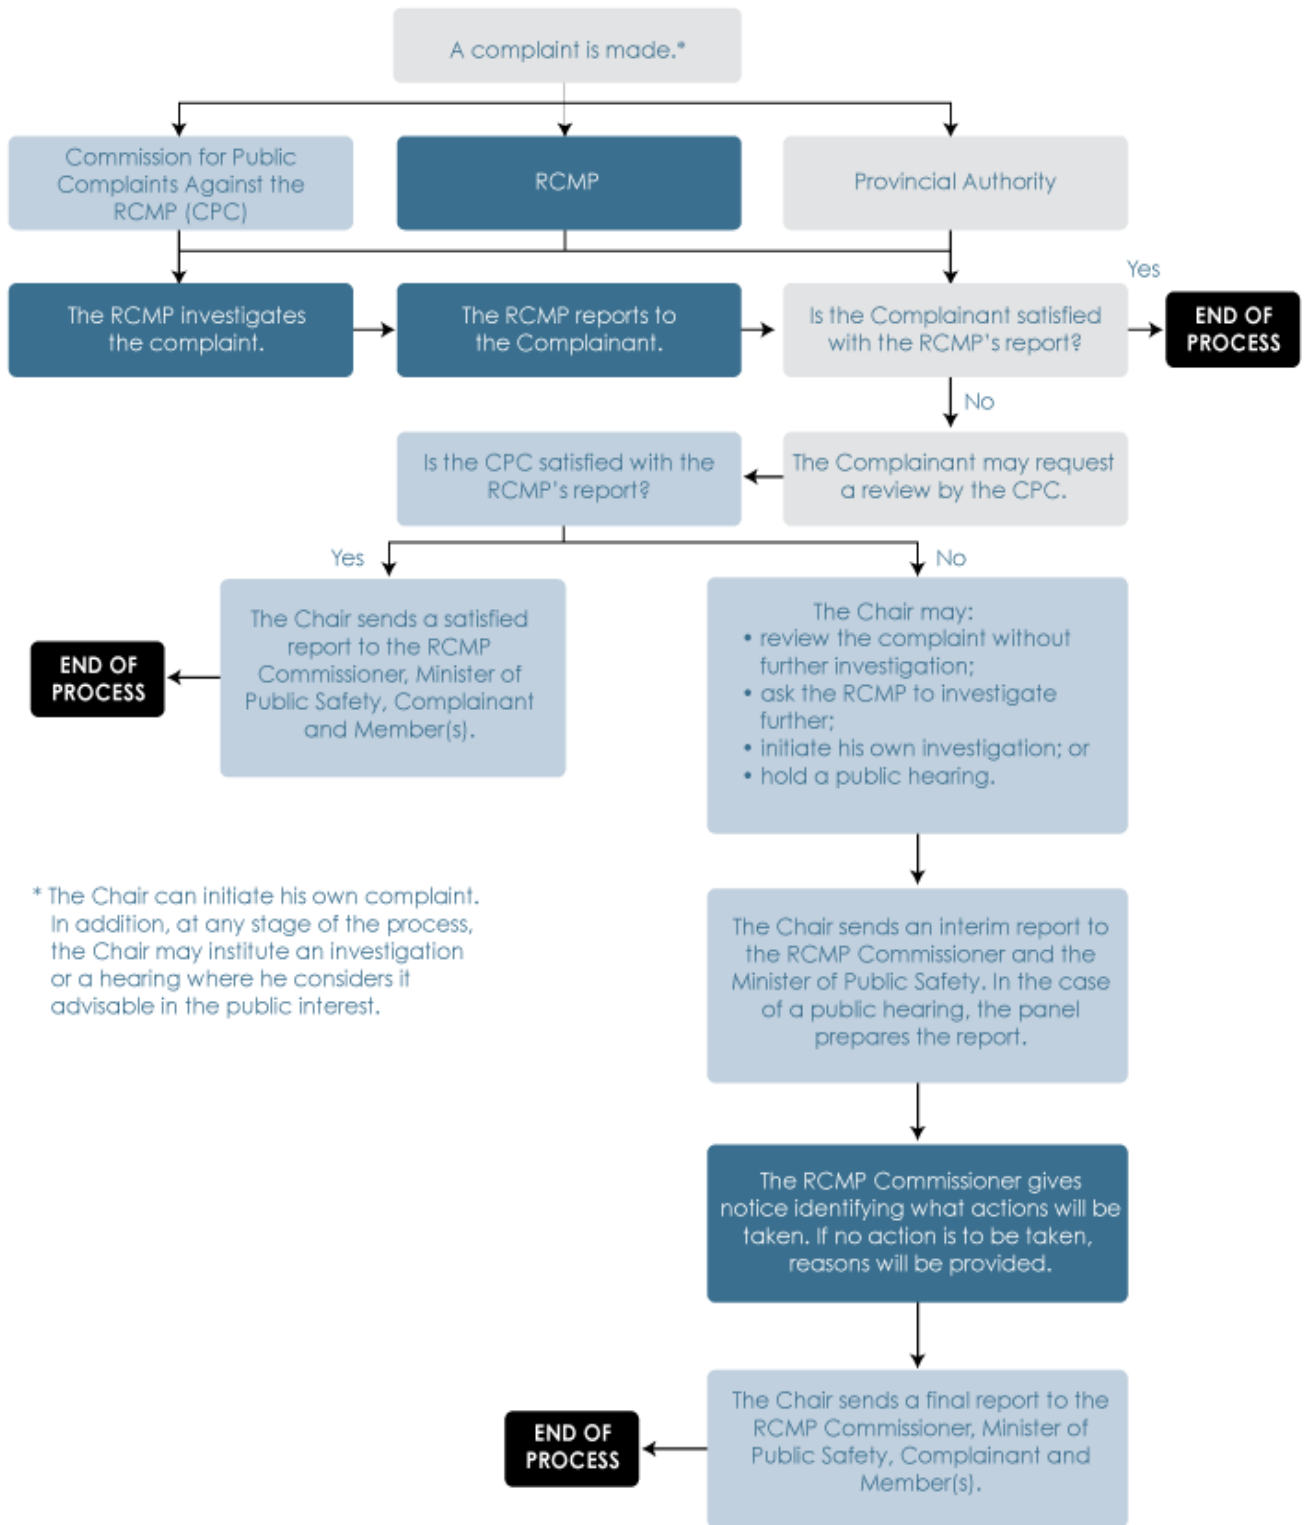 A complaint is made.*
Commission for Public
Complaints Against the
RCMP (CPC)
RCMP
Provincial Authority
The RCMP investigates
the complaint.
The RCMP reports to
the Complainant.
Is the Complainant satisfied
with the RCMP's report?
Yes
END OF
PROCESS
No
The Complainant may request
a review by the CPC.
Is the CPC satisfied with the
RCMP's report?
Yes
The Chair sends a satisfied
report to the RCMP
Commissioner, Minister of
Public Safety, Complainant
and Member(s).
END OF
PROCESS
No
The Chair may:
• review the complaint without
further investigation;
• ask the RCMP to investigate
further;
• initiate his own investigation; or
• hold a public hearing.
* The Chair can initiate his own complaint.
In addition, at any stage of the process,
the Chair may institute an investigation
or a hearing where he considers it
advisable in the public interest.
The Chair sends an interim report to
the RCMP Commissioner and the
Minister of Public Safety. In the case
of a public hearing, the panel
prepares the report.
The RCMP Commissioner gives
notice identifying what actions will be
taken. If no action is to be taken,
reasons will be provided.
The Chair sends a final report to the
RCMP Commissioner, Minister of
Public Safety, Complainant and
Member(s).
END OF
PROCESS